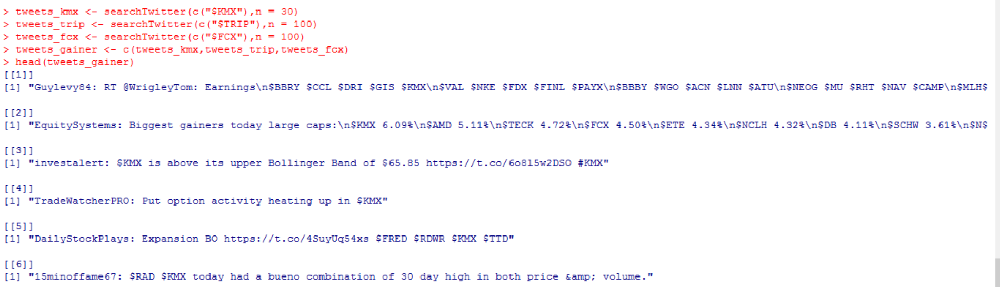 > tweets_kmx <- searchTwitter(c("$KMX"),n = 30)
> tweets_trip <- searchTwitter(c("$TRIP"),n = 100)
> tweets_fcx <- searchTwitter(c("$FCX"),n = 100)
> tweets_gainer <- c(tweets_kmx,tweets_trip,tweets_fcx)
> head(tweets_gainer)
[[1]]
[1] "Guylevy84: RT @WrigleyTom: Earnings\n$BBRY $CCL $DRI $GIS $KMX\n$VAL $NKE $FDX $FINL $PAYX\n$BBBY $WGO $ACN $LNN $ATU\n$NEOG $MU $RHT $NAV $CAMP\n$MLH$
[[2]]
[1] "EquitySystems: Biggest gainers today large caps:\n$KMX 6.09%\n$AMD 5.11%\n$TECK 4.72%\n$FCX 4.50%\n$ETE 4.34%\n$NCLH 4.32%\n$DB 4.11%\n$SCHW 3.61%\n$N$
[[3]]
[1] "investalert: $KMX is above its upper Bollinger Band of $65.85 https://t.co/6o8l5w2DSO #KMX"
[[4]]
[1] "TradeWatcherPRO: Put option activity heating up in $KMX"
[[5]]
[1] "DailyStockPlays: Expansion BO https://t.co/4SuyUq54xs $FRED $RDWR $KMX $TTD"
[[6]]
[1] "15minoffame67: $RAD $KMX today had a bueno combination of 30 day high in both price &amp; volume."